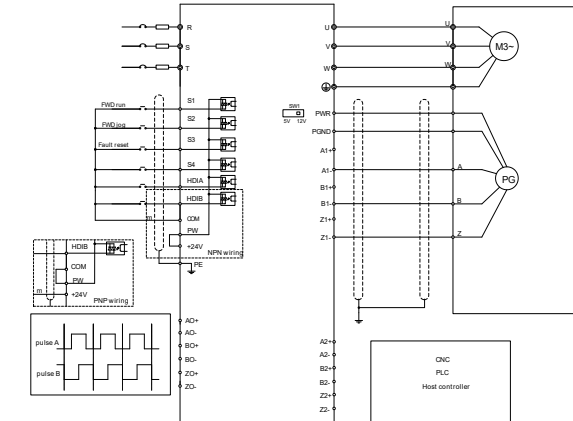 R
S
T
U
V
W
U
V
W
M3~
S1
FWD run
S2
FWD jog
S3
Fault reset
S4
HDIA
HDIB
m
COM
PW
+24V
NPN wiring
PE
SW1
5V 12V
PWR
PGND
A1+
A1-
B1+
B1-
Z1+
Z1-
A
B
Z
PG
HDIB
COM
PW
m
+24V
PNP wiring
pulse A
pulse B
AO+
AO-
BO+
BO-
ZO+
ZO-
A2+
A2-
B2+
B2-
Z2+
Z2-
CNC
PLC
Host controller